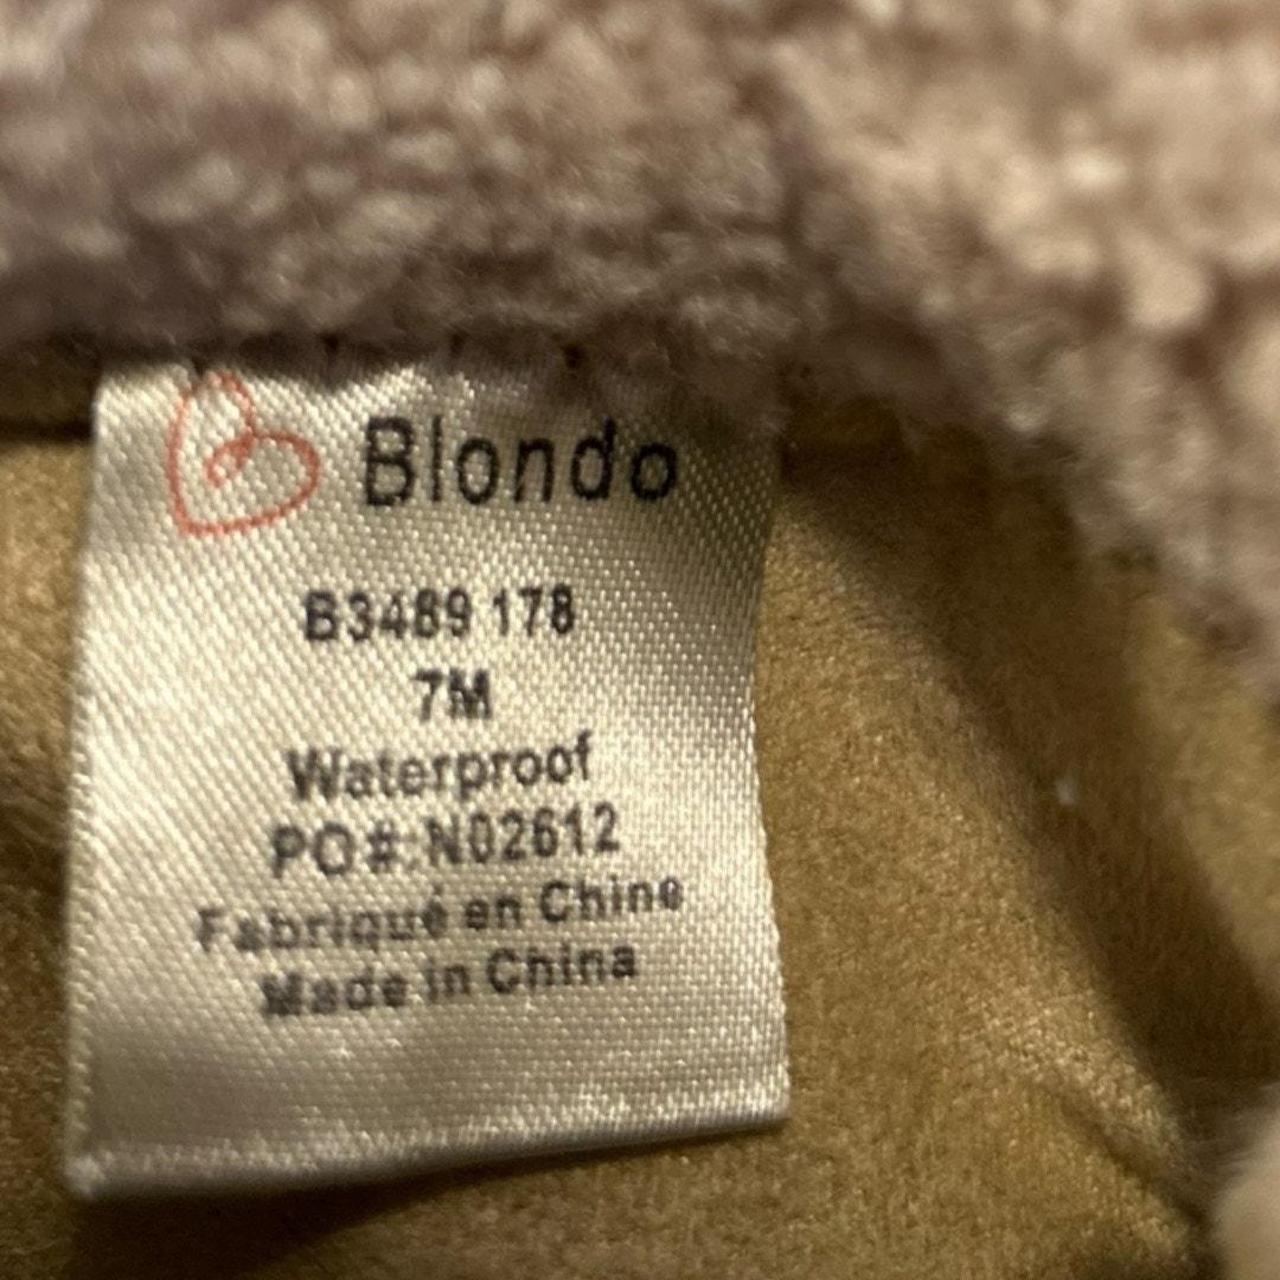 Blondo
B3489 178
7M
Waterproof
PO#:N02612
Fabriqué en Chine
Made in China